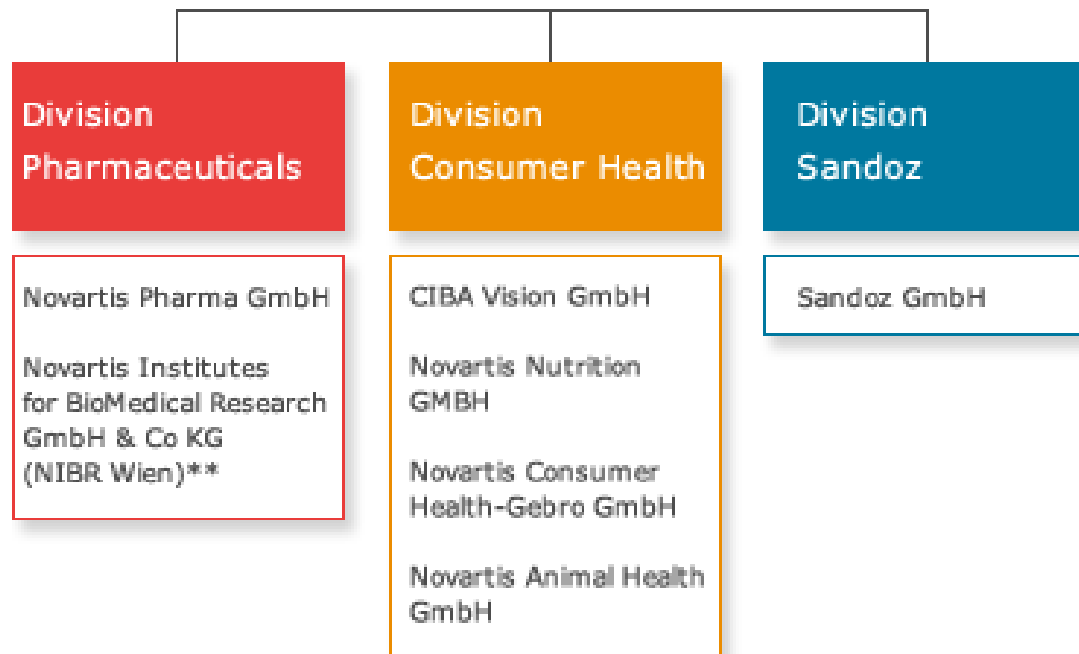 Division
Pharmaceuticals
Novartis Pharma GmbH
Novartis Institutes
for BioMedical Research
GmbH & Co KG
(NIBR Wien)**
Division
Consumer Health
CIBA Vision GmbH
Novartis Nutrition
GMBH
Novartis Consumer
Health-Gebro GmbH
Novartis Animal Health
GmbH
Division
Sandoz
Sandoz GmbH